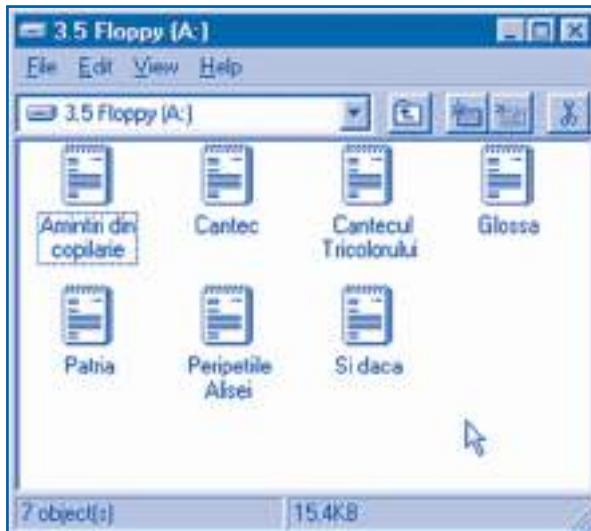 3.5 Floppy (A:)
File Edit View Help
3.5 Floppy (A:)
Amintiri din
copilarie
Cantec
Cantecul
Tricolorului
Glossa
Patria
Peripetiile
Alisei
Si daca
7 object(s)
15.4KB